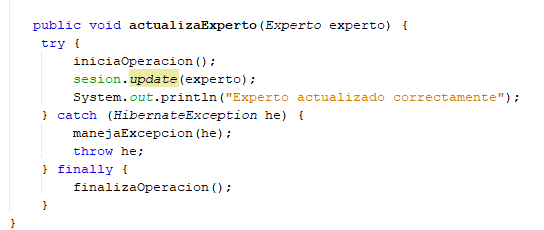 public void actualizaExperto(Experto experto) {
try {
iniciaOperacion();
sesion.update(experto);
System.out.println("Experto actualizado correctamente");
} catch (HibernateException he) {
manejaExcepcion(he);
throw he;
} finally {
finalizaOperacion();
}
}